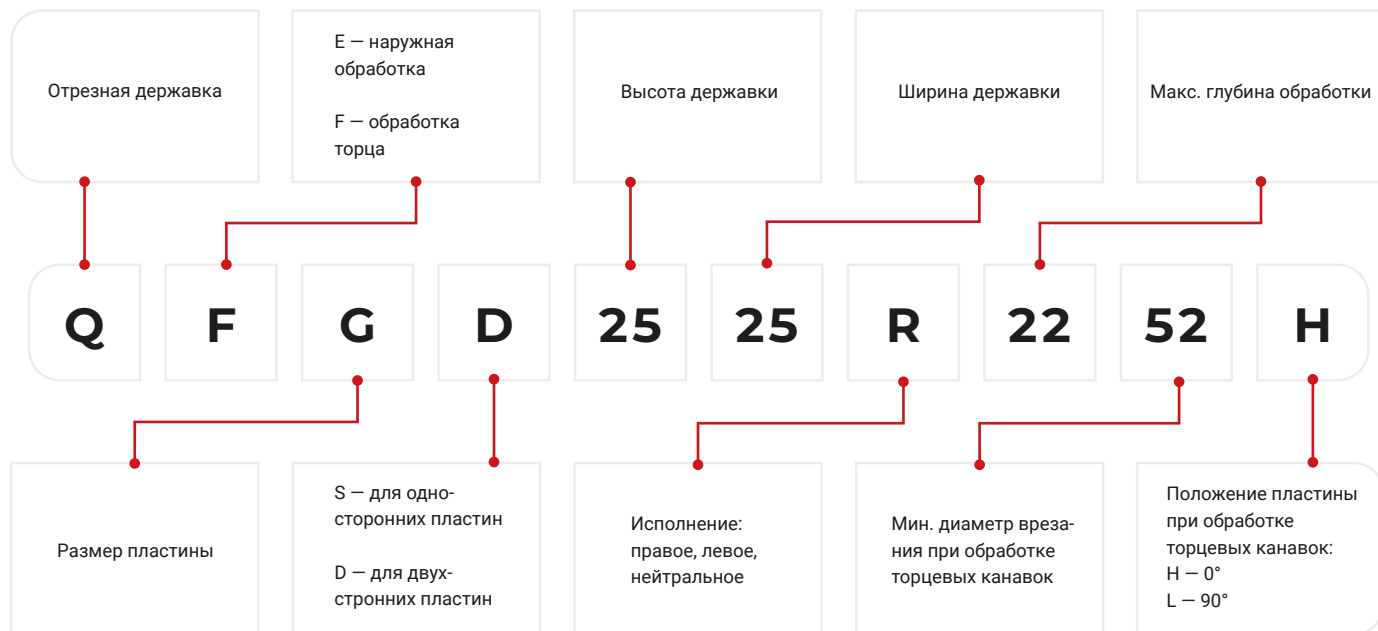 Отрезная державка
E — наружная
обработка
F — обработка
торца
Высота державки
Ширина державки
Макс. глубина обработки
Q F G D 25 25 R 22 52 H
Размер пластины
S — для одно-
сторонних пластин
D — для двух-
стронних пластин
Исполнение:
правое, левое,
нейтральное
Мин. диаметр вреза-
ния при обработке
торцевых канавок
Положение пластины
при обработке
торцевых канавок:
H — 0°
L — 90°